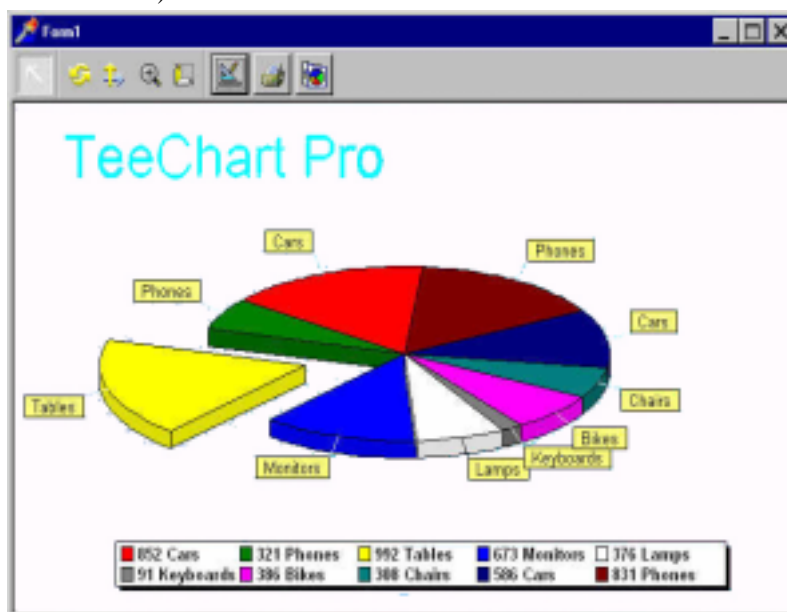 Form1
TeeChart Pro
Cars
Phones
Phones
Cars
Tables
Chairs
Bikes
Keyboards
Monitors
Lamps
852 Cars 321 Phones 992 Tables 673 Monitors 376 Lamps
91 Keyboards 386 Bikes 308 Chairs 586 Cars 831 Phones